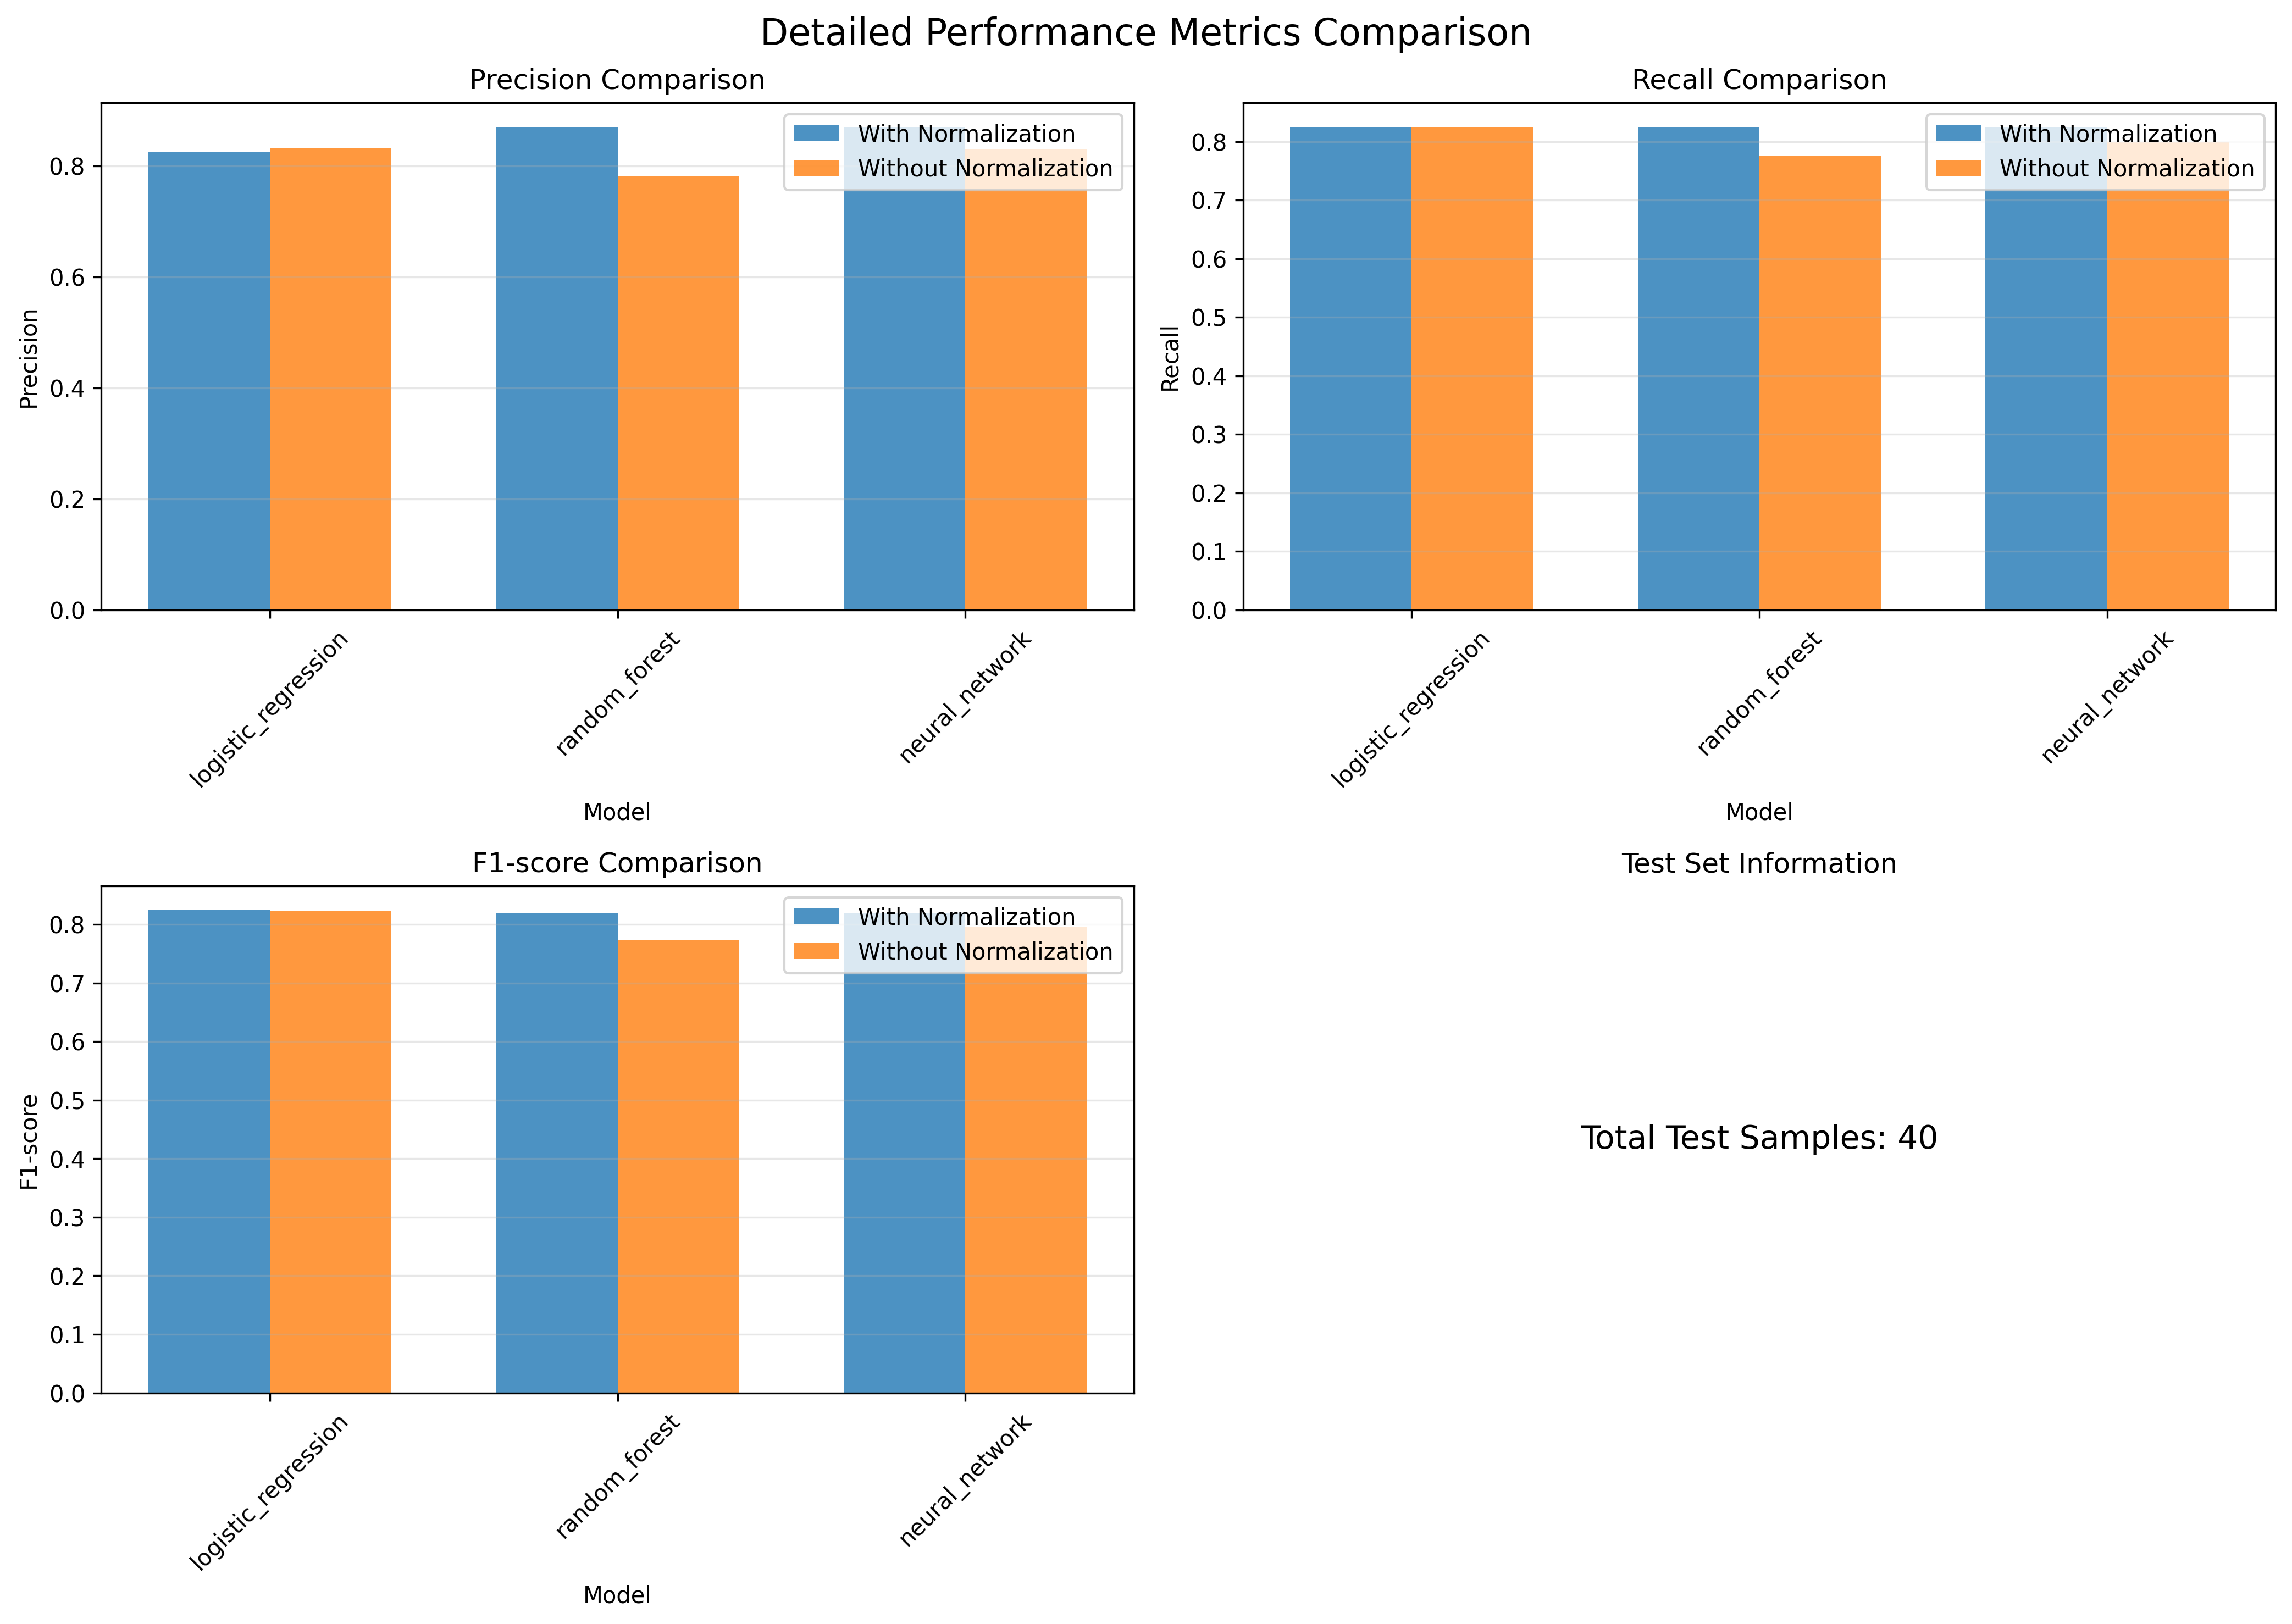 Detailed Performance Metrics Comparison
Precision Comparison
With Normalization
Without Normalization
0.8
0.6
0.4
0.2
0.0
Precision
logistic_regression
random_forest
neural_network
Model
Recall Comparison
With Normalization
Without Normalization
0.8
0.7
0.6
0.5
0.4
0.3
0.2
0.1
0.0
Recall
logistic_regression
random_forest
neural_network
Model
F1-score Comparison
With Normalization
Without Normalization
0.8
0.7
0.6
0.5
0.4
0.3
0.2
0.1
0.0
F1-score
logistic_regression
random_forest
neural_network
Model
Test Set Information
Total Test Samples: 40